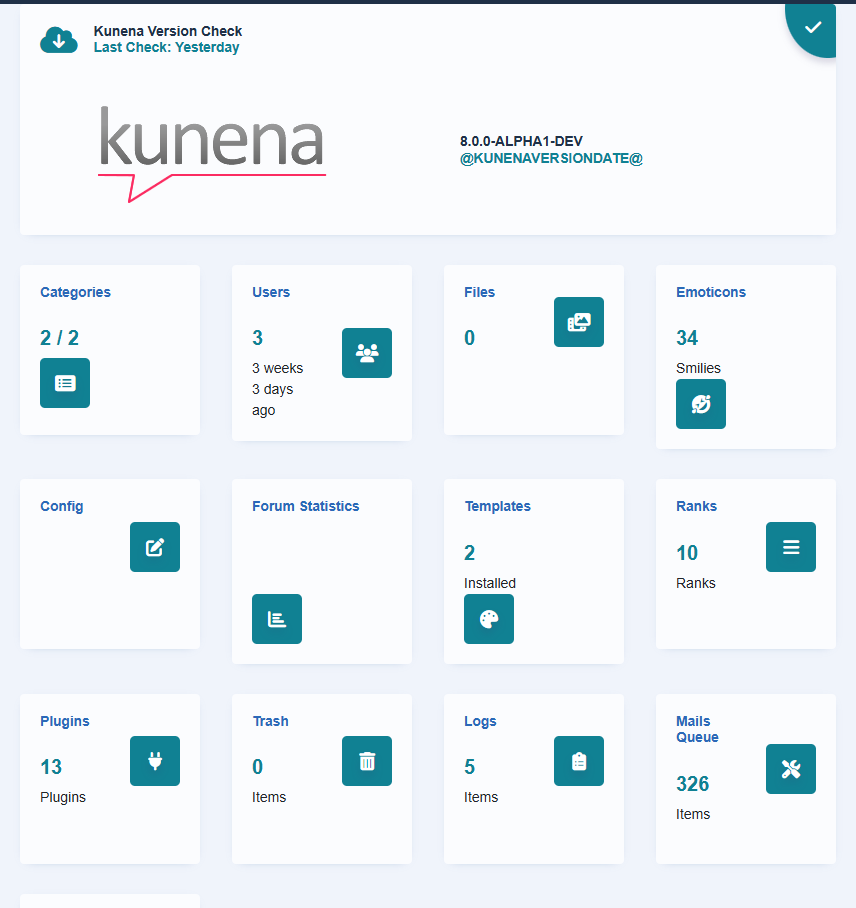 Kunena Version Check
Last Check: Yesterday
kunena
8.0.0-ALPHA1-DEV
@KUNENAVERSIONDATE@
Categories
2 / 2
Users
3
3 weeks
3 days
ago
Files
0
Emoticons
34
Smilies
Config
Forum Statistics
Templates
2
Installed
Ranks
10
Ranks
Plugins
13
Plugins
Trash
0
Items
Logs
5
Items
Mails
Queue
326
Items